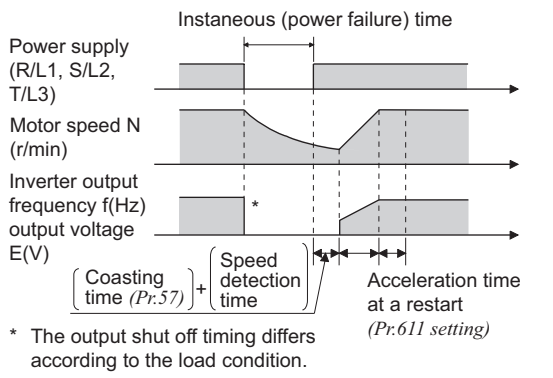 Instaneous (power failure) time
Power supply
(R/L1, S/L2,
T/L3)
Motor speed N
(r/min)
Inverter output
frequency f(Hz)
output voltage
E(V)
*
Coasting
time (Pr.57)
+
Speed
detection
time
Acceleration time
at a restart
(Pr.611 setting)
* The output shut off timing differs
according to the load condition.